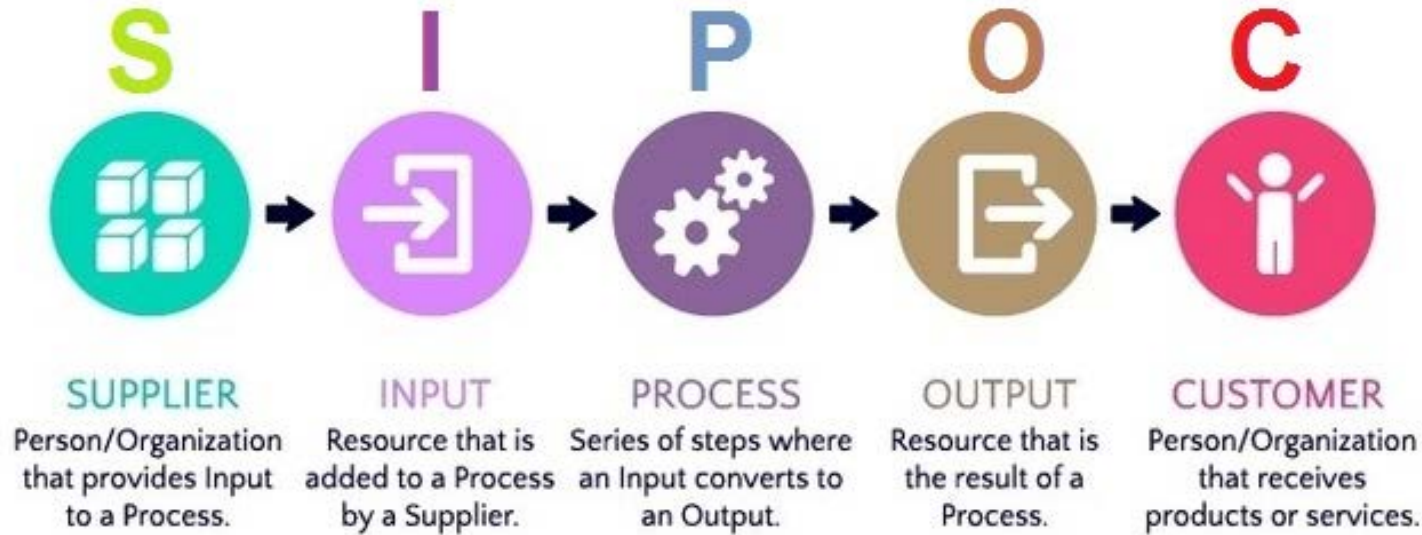 S I P O C
SUPPLIER
Person/Organization
that provides Input
to a Process.
INPUT
Resource that is
added to a Process
by a Supplier.
PROCESS
Series of steps where
an Input converts to
an Output.
OUTPUT
Resource that is
the result of a
Process.
CUSTOMER
Person/Organization
that receives
products or services.